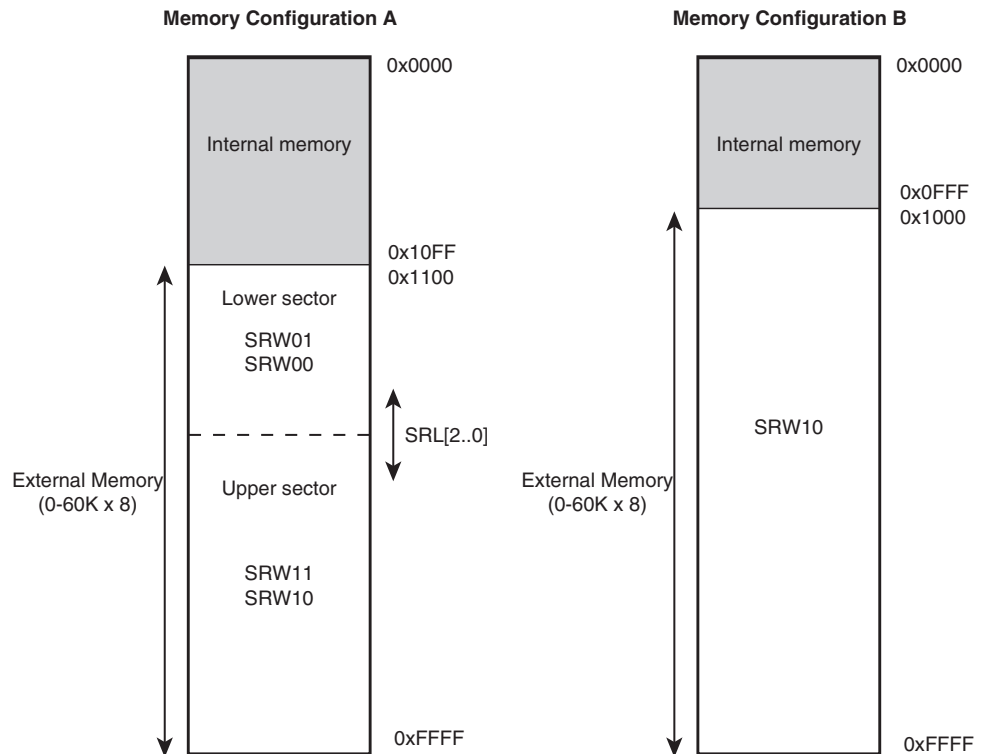 Memory Configuration A
0x0000
Internal memory
0x10FF
0x1100
Lower sector
SRW01
SRW00
SRL[2..0]
External Memory
(0-60K x 8)
Upper sector
SRW11
SRW10
0xFFFF
Memory Configuration B
0x0000
Internal memory
0x0FFF
0x1000
SRW10
External Memory
(0-60K x 8)
0xFFFF